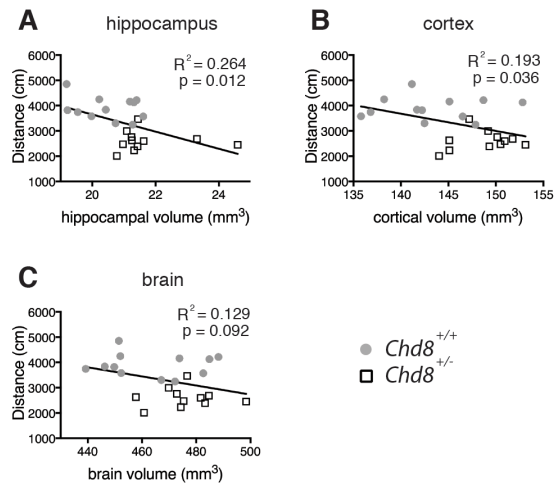 A hippocampus
6000
5000
4000
3000
2000
1000
Distance (cm)
R² = 0.264
p = 0.012
20 22 24
hippocampal volume (mm³)
B cortex
6000
5000
4000
3000
2000
1000
Distance (cm)
R² = 0.193
p = 0.036
135 140 145 150 155
cortical volume (mm³)
C brain
6000
5000
4000
3000
2000
1000
Distance (cm)
R² = 0.129
p = 0.092
440 460 480 500
brain volume (mm³)
Chd8+/+
Chd8+/-